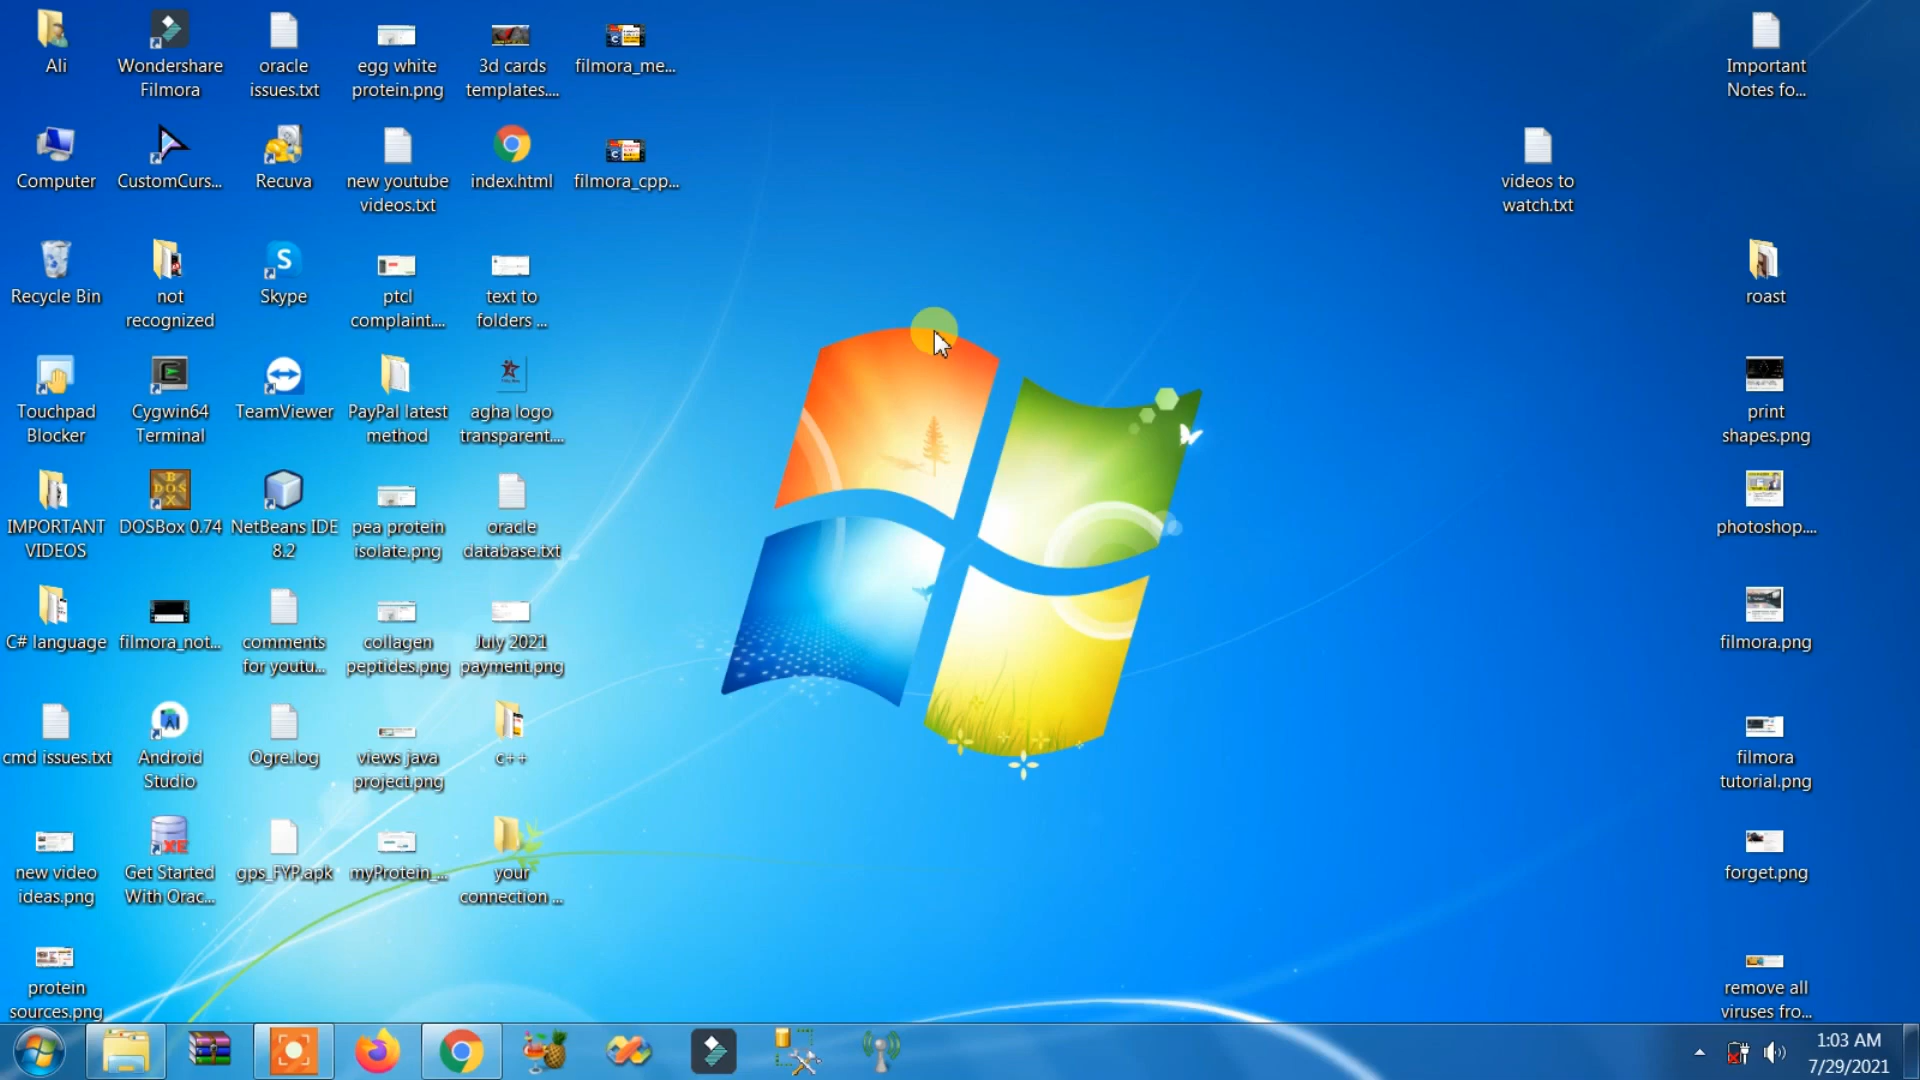 Ali
Wondershare
Filmora
oracle
issues.txt
egg white
protein.png
3d cards
templates....
filmora_me...
Important
Notes fo...
Computer
CustomCurs...
Recuva
new youtube
videos.txt
index.html
filmora_cpp...
videos to
watch.txt
Recycle Bin
not
recognized
S
Skype
ptcl
complaint....
text to
folders ...
roast
Touchpad
Blocker
Cygwin64
Terminal
TeamViewer
PayPal latest
method
agha logo
transparent....
print
shapes.png
IMPORTANT
VIDEOS
DOSBox 0.74
NetBeans IDE
8.2
pea protein
isolate.png
oracle
database.txt
photoshop....
C# language
filmora_not...
comments
for youtu...
collagen
peptides.png
July 2021
payment.png
filmora.png
cmd issues.txt
Android
Studio
Ogre.log
views java
project.png
c++
filmora
tutorial.png
new video
ideas.png
XE
Get Started
With Orac...
gps_FYP.apk
myProtein_...
your
connection ...
forget.png
protein
sources.png
remove all
viruses fro...
1:03 AM
7/29/2021